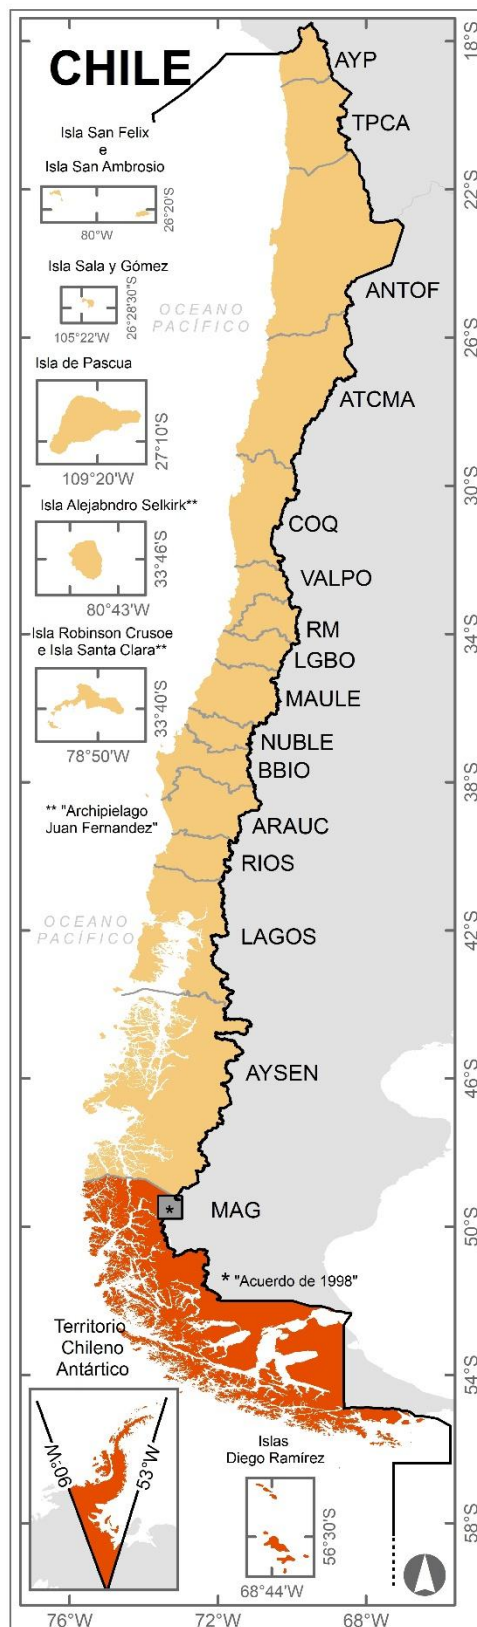 CHILE
18°S
AYP
TPCA
Isla San Felix
e
Isla San Ambrosio
26°20'S
80°W
22°S
Isla Sala y Gómez
26°28'30"S
105°22'W
OCEANO
PACÍFICO
ANTOF
26°S
Isla de Pascua
27°10'S
109°20'W
ATCMA
30°S
Isla Alejabndro Selkirk**
33°46'S
80°43'W
COQ
VALPO
Isla Robinson Crusoe
e Isla Santa Clara**
33°40'S
78°50'W
RM
34°S
LGBO
MAULE
NUBLE
BBIO
38°S
** "Archipielago
Juan Fernandez"
ARAUC
RIOS
OCEANO
PACÍFICO
LAGOS
42°S
AYSEN
46°S
*
MAG
50°S
* "Acuerdo de 1998"
Territorio
Chileno
Antártico
54°S
90°W
53°W
Islas
Diego Ramírez
56°30'S
68°44'W
58°S
76°W
72°W
68°W